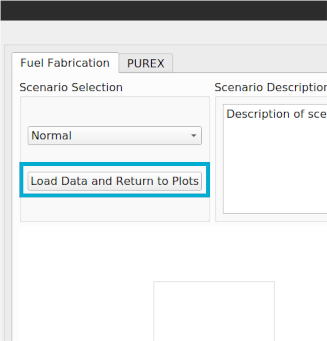 Fuel Fabrication
PUREX
Scenario Selection
Scenario Description
Normal
Description of sce
Load Data and Return to Plots